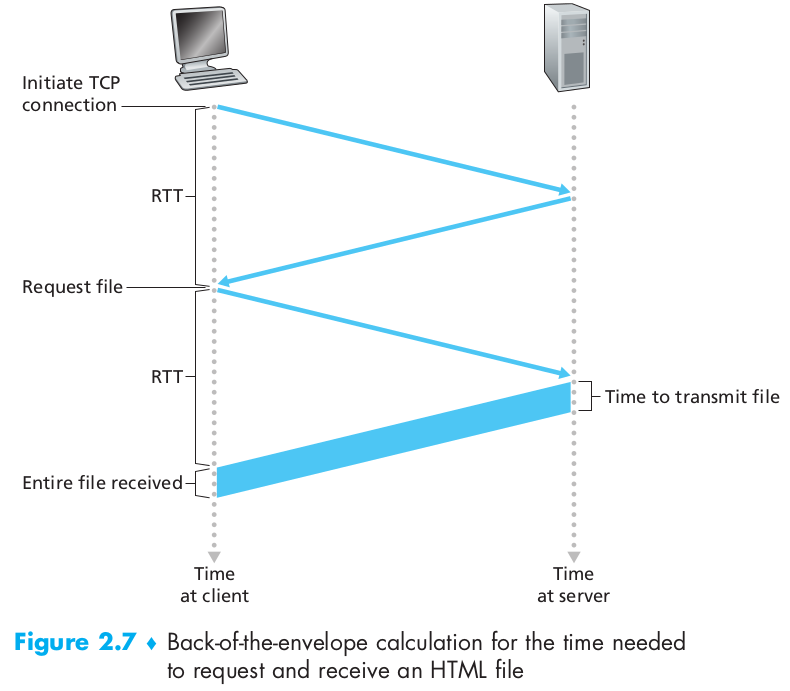 Initiate TCP
connection
RTT
Request file
RTT
Time to transmit file
Entire file received
Time
at client
Time
at server
Figure 2.7 ♦ Back-of-the-envelope calculation for the time needed
to request and receive an HTML file